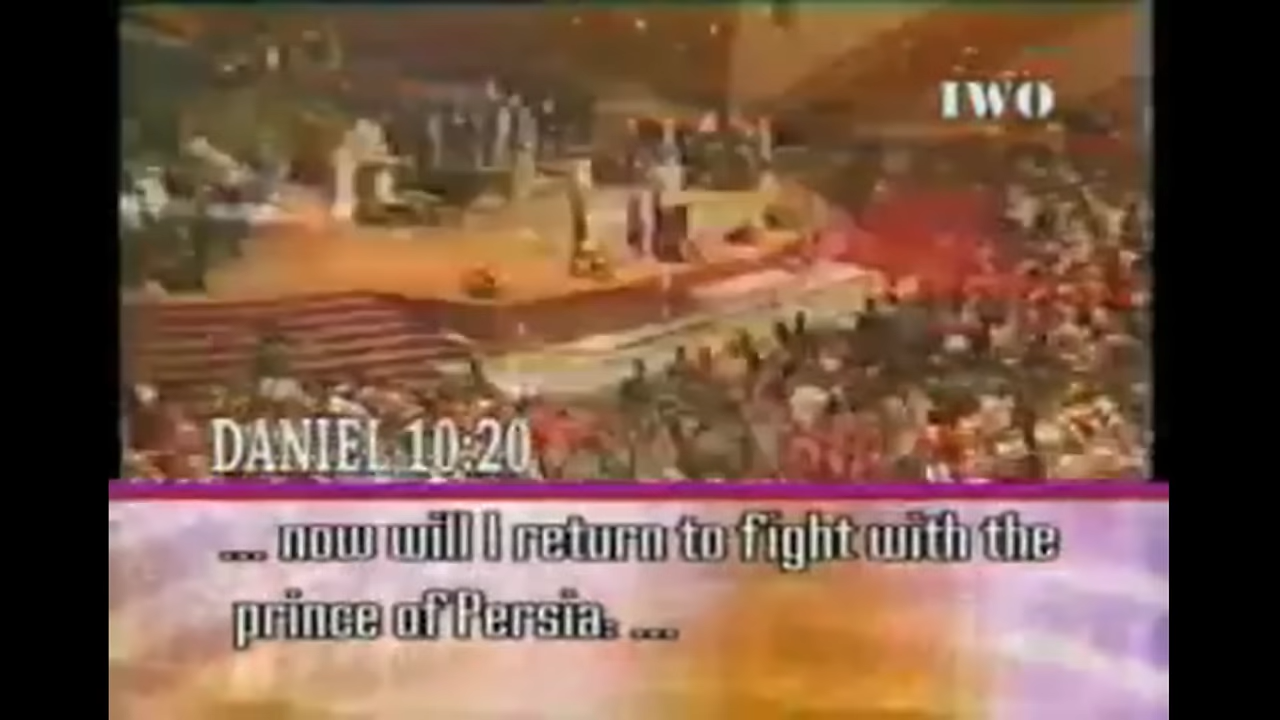 IWO
DANIEL 10:20
... now will I return to fight with the
prince of Persia: ...